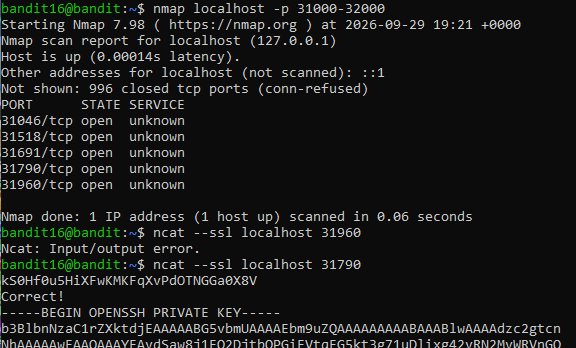 bandit16@bandit:~$ nmap localhost -p 31000-32000
Starting Nmap 7.98 ( https://nmap.org ) at 2026-09-29 19:21 +0000
Nmap scan report for localhost (127.0.0.1)
Host is up (0.00014s latency).
Other addresses for localhost (not scanned): ::1
Not shown: 996 closed tcp ports (conn-refused)
PORT      STATE SERVICE
31046/tcp open  unknown
31518/tcp open  unknown
31691/tcp open  unknown
31790/tcp open  unknown
31960/tcp open  unknown
Nmap done: 1 IP address (1 host up) scanned in 0.06 seconds
bandit16@bandit:~$ ncat --ssl localhost 31960
Ncat: Input/output error.
bandit16@bandit:~$ ncat --ssl localhost 31790
kS0Hf0u5HiXFwKMKFqXvPdOTNGGa0X8V
Correct!
-----BEGIN OPENSSH PRIVATE KEY-----
b3BlbnNzaC1rZXktdjEAAAAABG5vbmUAAAAEbm9uZQAAAAAAAAABAAABlwAAAAdzc2gtcn